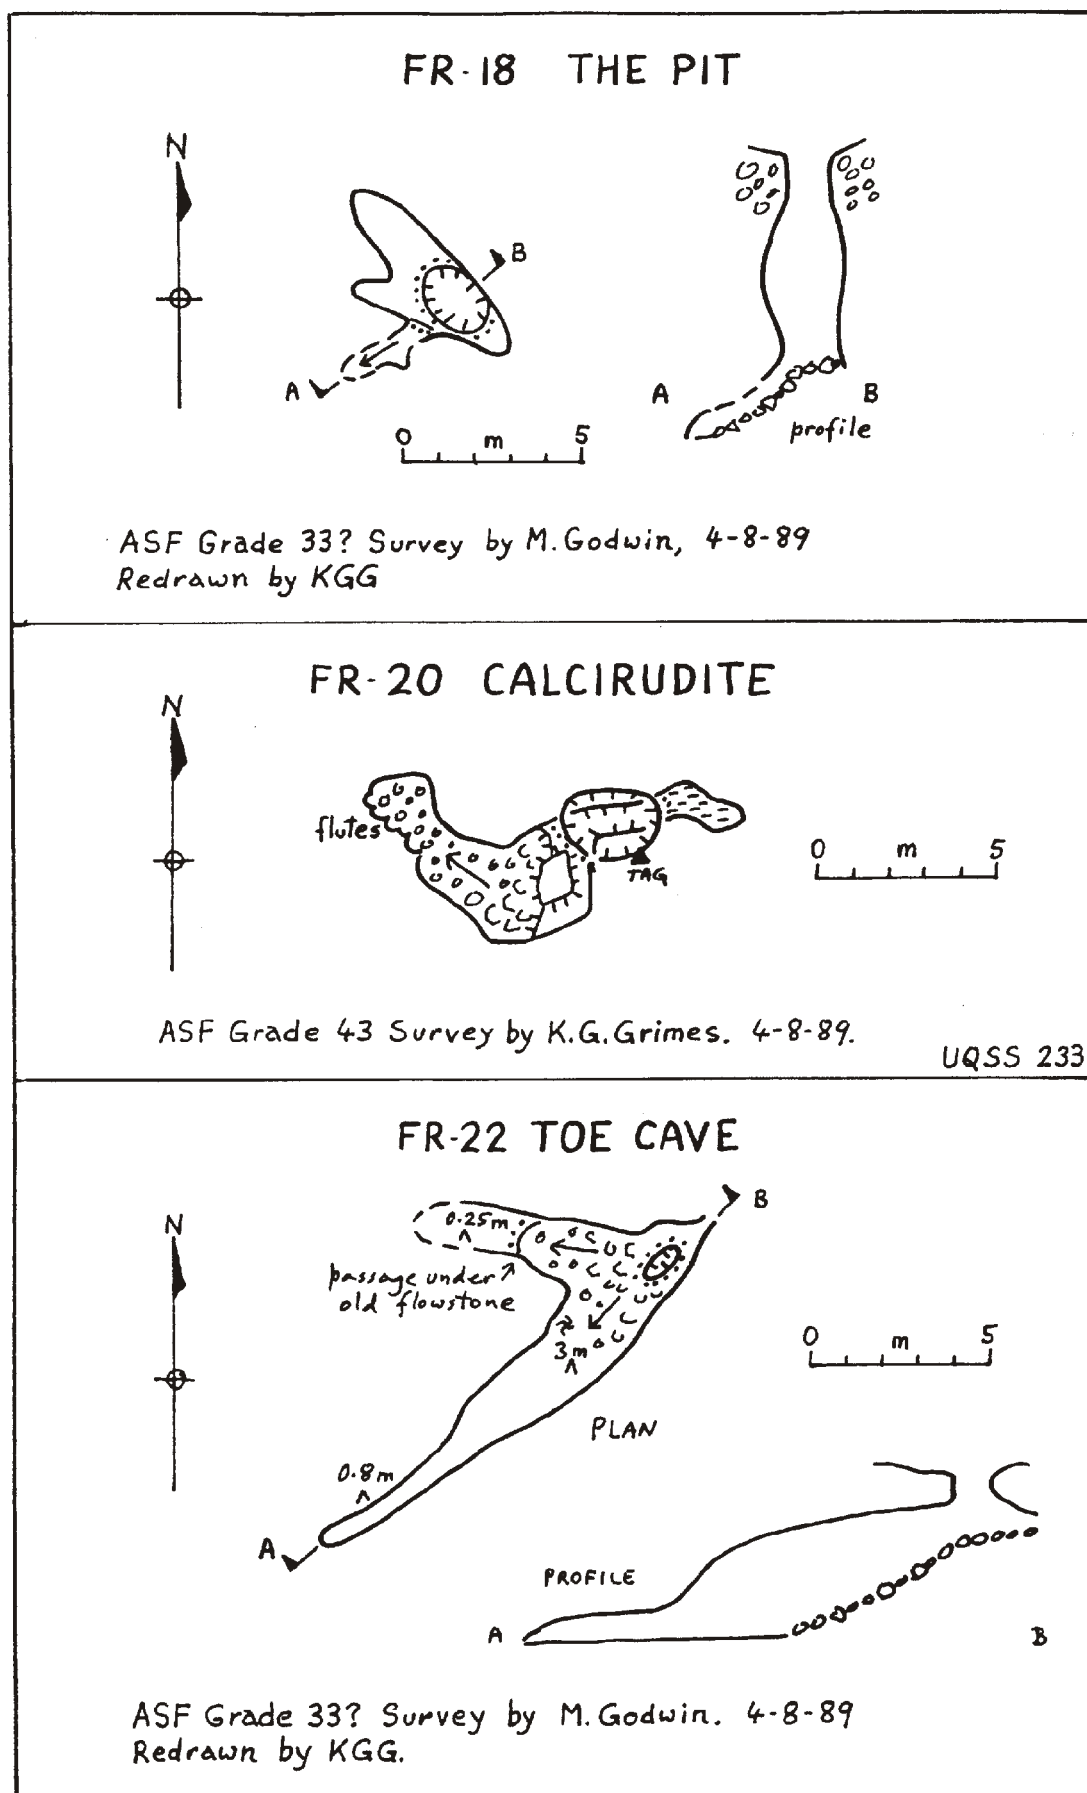 FR-18 THE PIT
N
B
A
A
B
profile
0 m 5
ASF Grade 33? Survey by M. Godwin, 4-8-89
Redrawn by KGG
FR-20 CALCIRUDITE
N
flutes
TAG
0 m 5
ASF Grade 43 Survey by K.G. Grimes. 4-8-89.
UQSS 233
FR-22 TOE CAVE
B
N
0.25m
passage under
old flowstone
0 m 5
3m
PLAN
0.8m
A
PROFILE
A
B
ASF Grade 33? Survey by M. Godwin. 4-8-89
Redrawn by KGG.